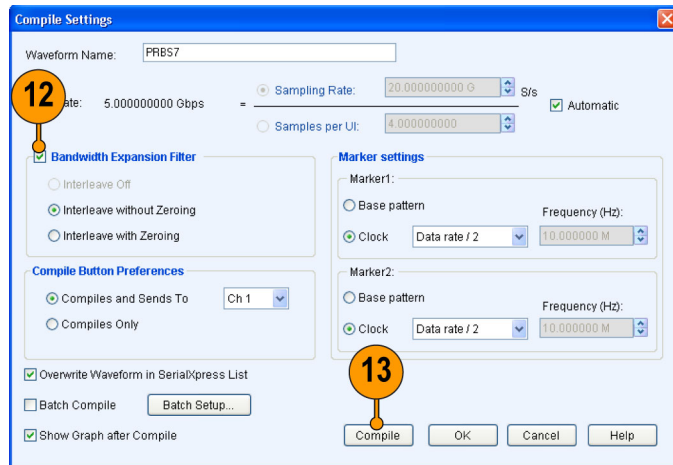 Compile Settings
Waveform Name: PRBS7
12
ate: 5.000000000 Gbps = Sampling Rate: 20.000000000 G S/s
Samples per UI: 4.000000000
Automatic
Bandwidth Expansion Filter
Interleave Off
Interleave without Zeroing
Interleave with Zeroing
Marker settings
Marker1:
Base pattern
Frequency (Hz):
Clock Data rate / 2 10.000000 M
Compile Button Preferences
Compiles and Sends To Ch 1
Compiles Only
Marker2:
Base pattern
Frequency (Hz):
Clock Data rate / 2 10.000000 M
Overwrite Waveform in SerialXpress List
Batch Compile Batch Setup...
Show Graph after Compile
13
Compile OK Cancel Help